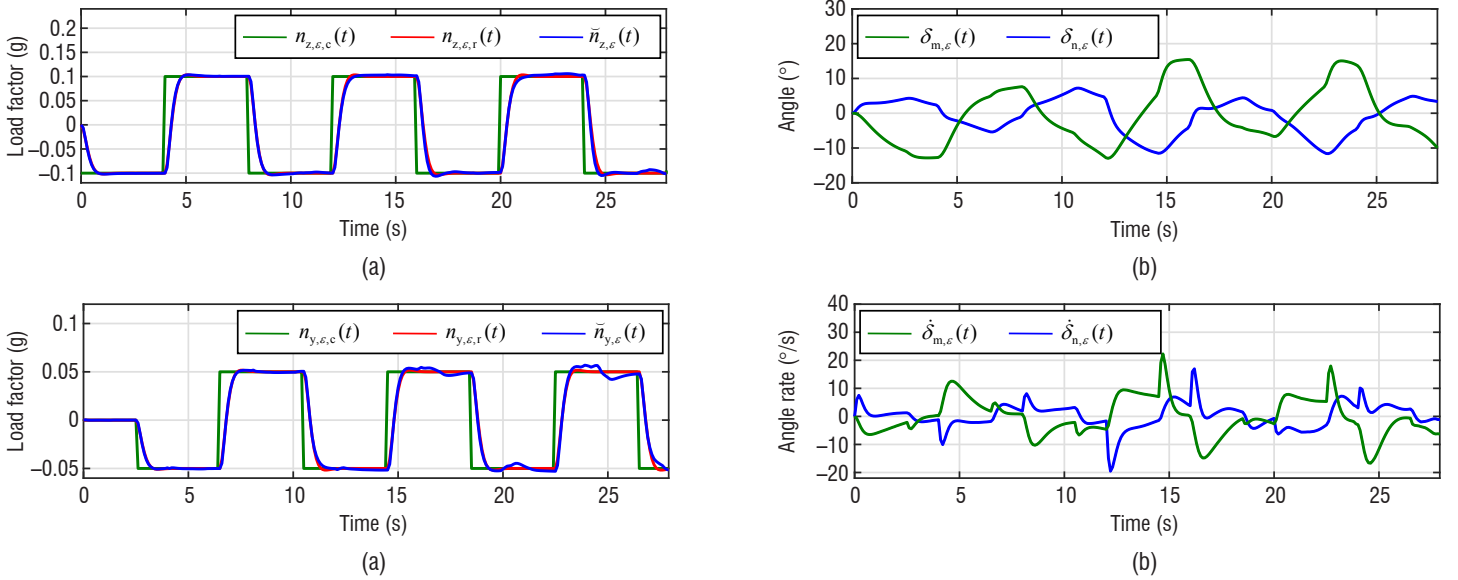 0.2
0.1
0.05
0
−0.05
−0.1
Load factor (g)
n_{z,ε,c}(t) n_{z,ε,r}(t) n̆_{z,ε}(t)
0 5 10 15 20 25
Time (s)
(a)
30
20
10
0
−10
−20
Angle (°)
δ_{m,ε}(t) δ_{n,ε}(t)
0 5 10 15 20 25
Time (s)
(b)
0.1
0
−0.05
Load factor (g)
n_{y,ε,c}(t) n_{y,ε,r}(t) n̆_{y,ε}(t)
0.05
0 5 10 15 20 25
Time (s)
(a)
40
30
20
10
0
−10
−20
Angle rate (°/s)
δ̇_{m,ε}(t) δ̇_{n,ε}(t)
0 5 10 15 20 25
Time (s)
(b)